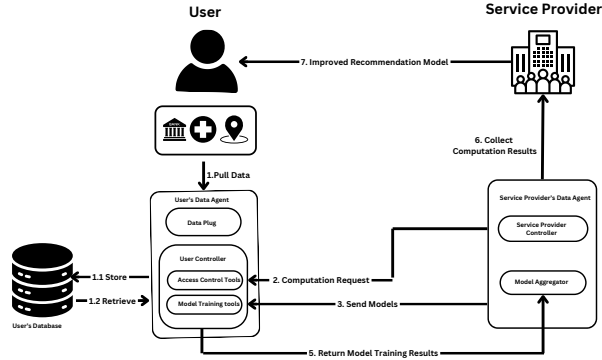 User
Service Provider
7. Improved Recommendation Model
BANK
6. Collect
Computation Results
1.Pull Data
User's Data Agent
Data Plug
Service Provider's Data Agent
Service Provider
Controller
User Controller
1.1 Store
Access Control Tools
2. Computation Request
Model Aggregator
1.2 Retrieve
Model Training tools
3. Send Models
User's Database
5. Return Model Training Results